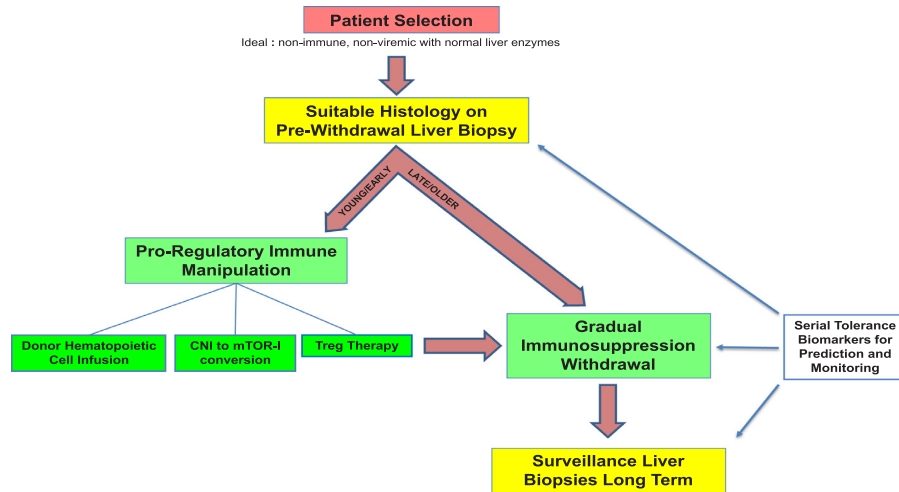 Patient Selection
Ideal : non-immune, non-viremic with normal liver enzymes
Suitable Histology on
Pre-Withdrawal Liver Biopsy
YOUNG/EARLY
LATE/OLDER
Pro-Regulatory Immune
Manipulation
Donor Hematopoietic
Cell Infusion
CNI to mTOR-I
conversion
Treg Therapy
Gradual
Immunosuppression
Withdrawal
Serial Tolerance
Biomarkers for
Prediction and
Monitoring
Surveillance Liver
Biopsies Long Term